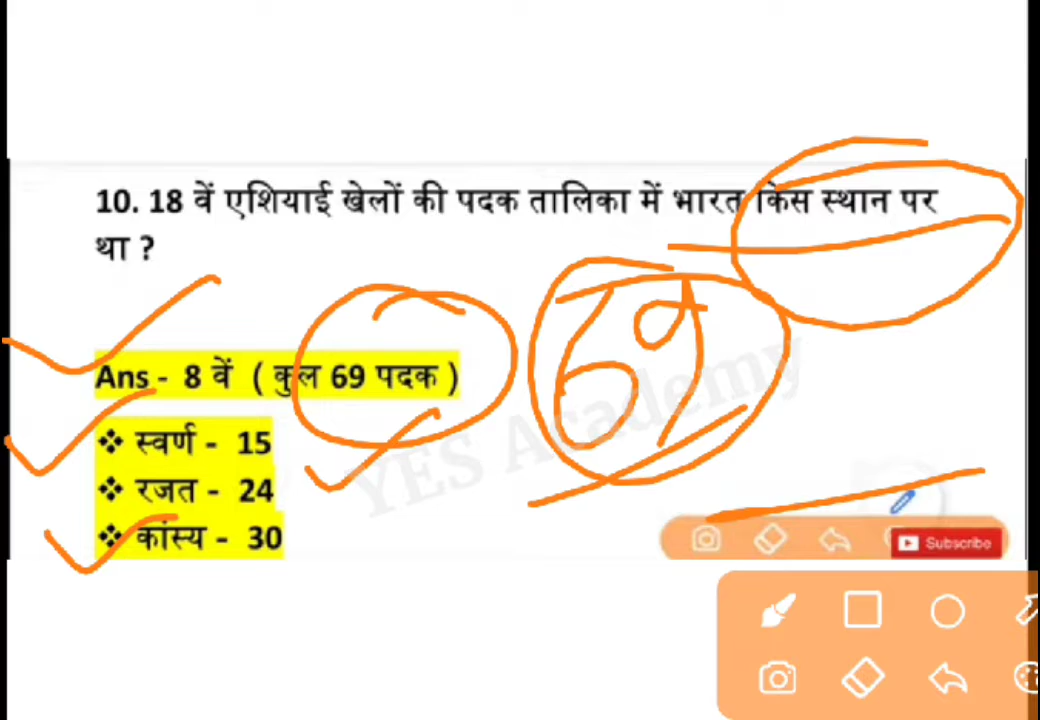 10. 18 वें एशियाई खेलों की पदक तालिका में भारत किस स्थान पर
था ?
Ans - 8 वें ( कुल 69 पदक )
69
❖ स्वर्ण - 15
❖ रजत - 24
❖ कांस्य - 30
YES Academy
Subscribe